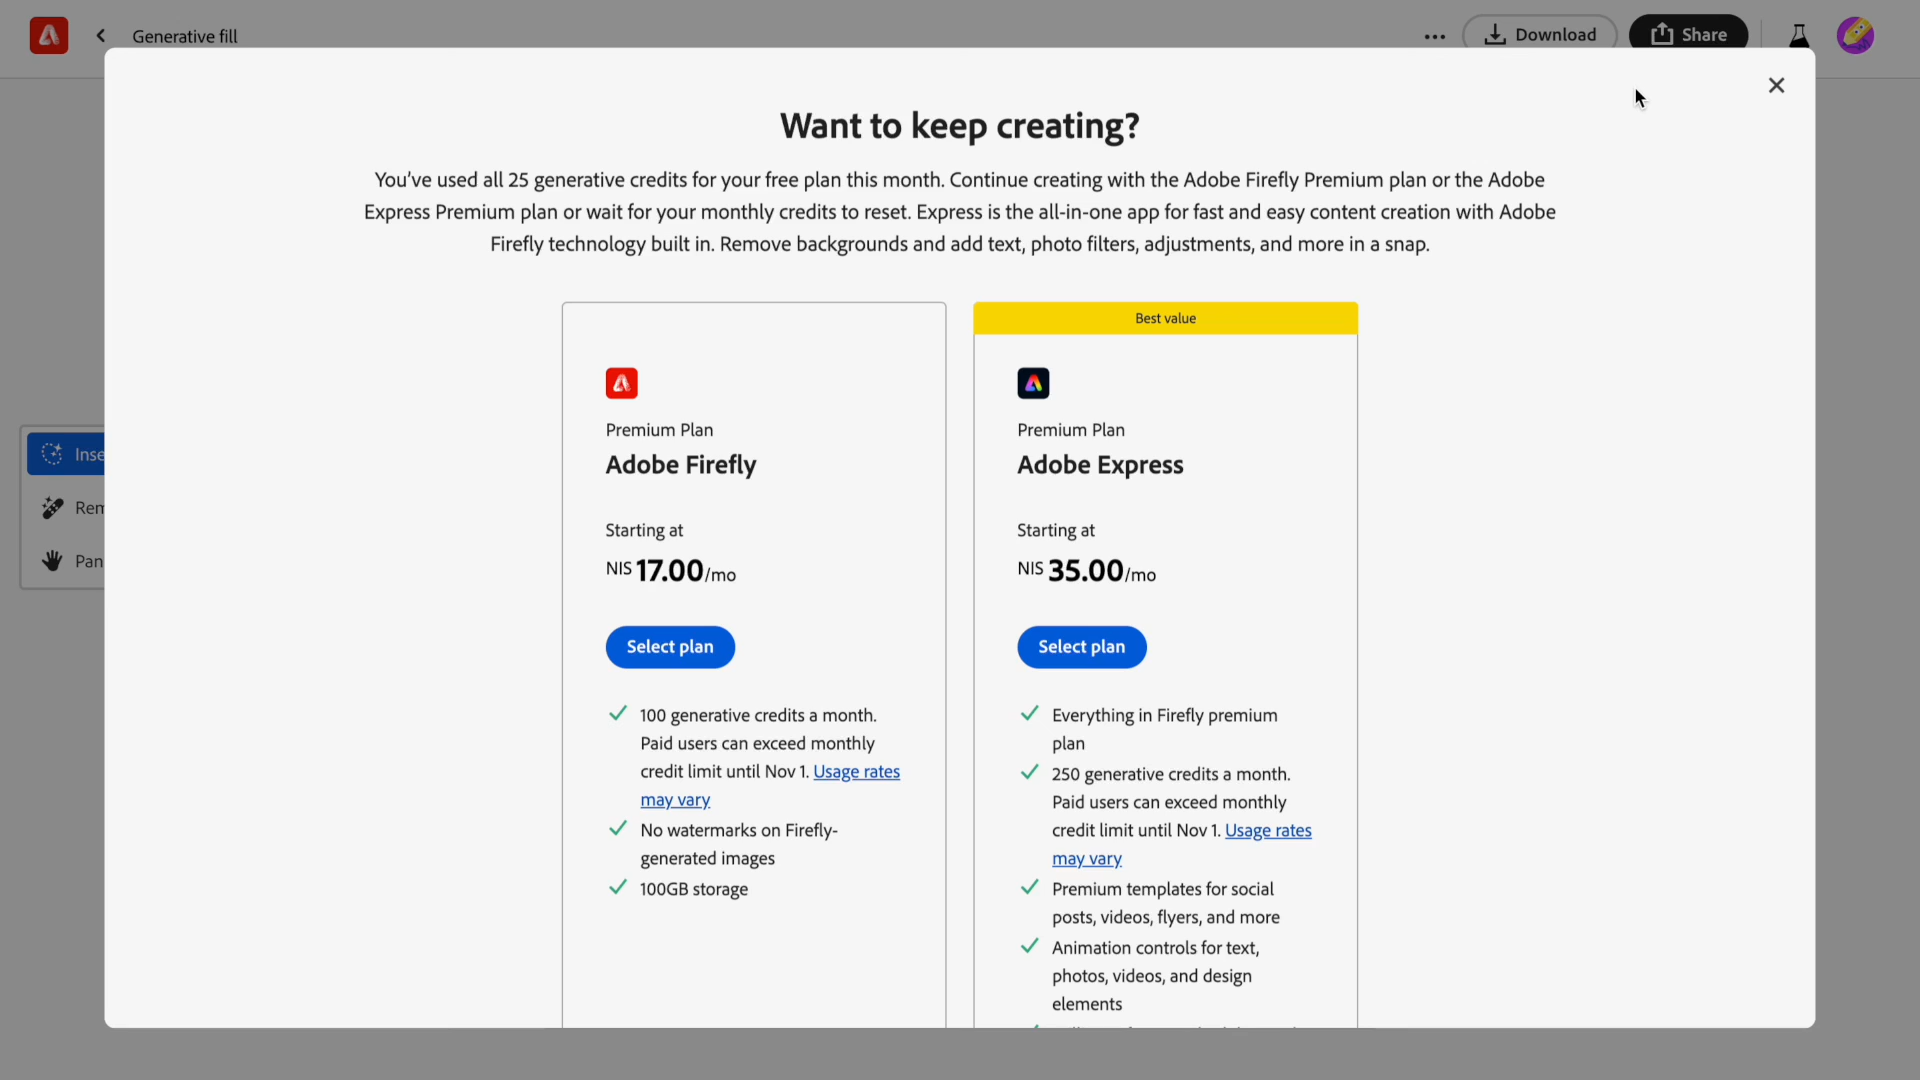 Generative fill
Download
Share
Want to keep creating?
You've used all 25 generative credits for your free plan this month. Continue creating with the Adobe Firefly Premium plan or the Adobe
Express Premium plan or wait for your monthly credits to reset. Express is the all-in-one app for fast and easy content creation with Adobe
Firefly technology built in. Remove backgrounds and add text, photo filters, adjustments, and more in a snap.
Inse
Rem
Pan
Premium Plan
Adobe Firefly
Starting at
NIS 17.00/mo
Select plan
100 generative credits a month.
Paid users can exceed monthly
credit limit until Nov 1. Usage rates
may vary
No watermarks on Firefly-
generated images
100GB storage
Best value
Premium Plan
Adobe Express
Starting at
NIS 35.00/mo
Select plan
Everything in Firefly premium
plan
250 generative credits a month.
Paid users can exceed monthly
credit limit until Nov 1. Usage rates
may vary
Premium templates for social
posts, videos, flyers, and more
Animation controls for text,
photos, videos, and design
elements